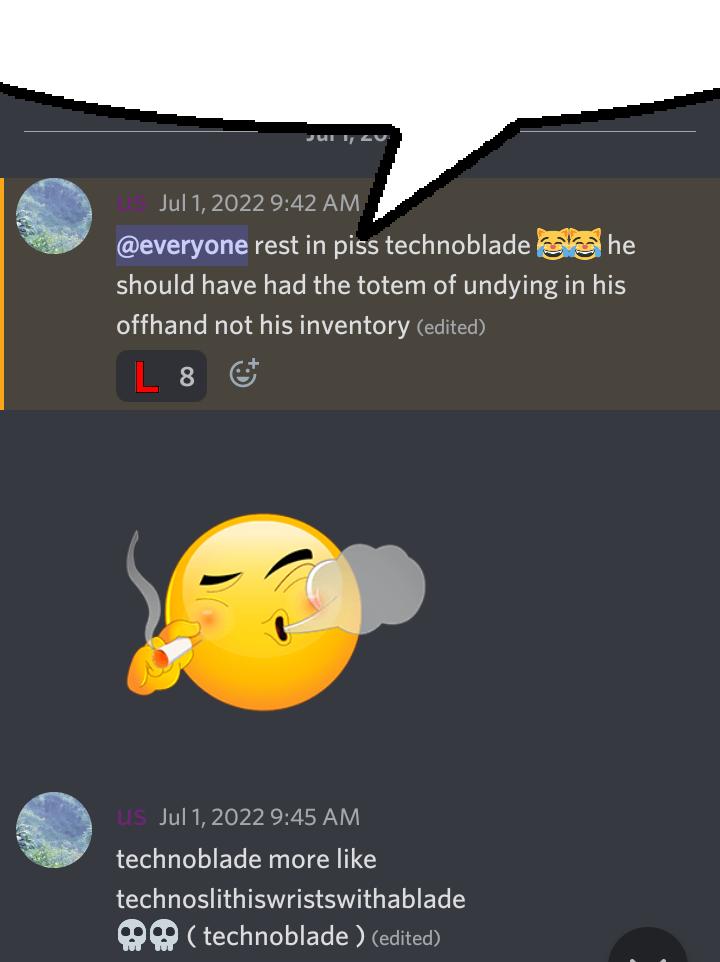 Jul 1, 20
us Jul 1, 2022 9:42 AM
@everyone rest in piss technoblade 😹😹 he
should have had the totem of undying in his
offhand not his inventory (edited)
L 8
us Jul 1, 2022 9:45 AM
technoblade more like
technoslithiswristswithablade
💀💀 ( technoblade ) (edited)